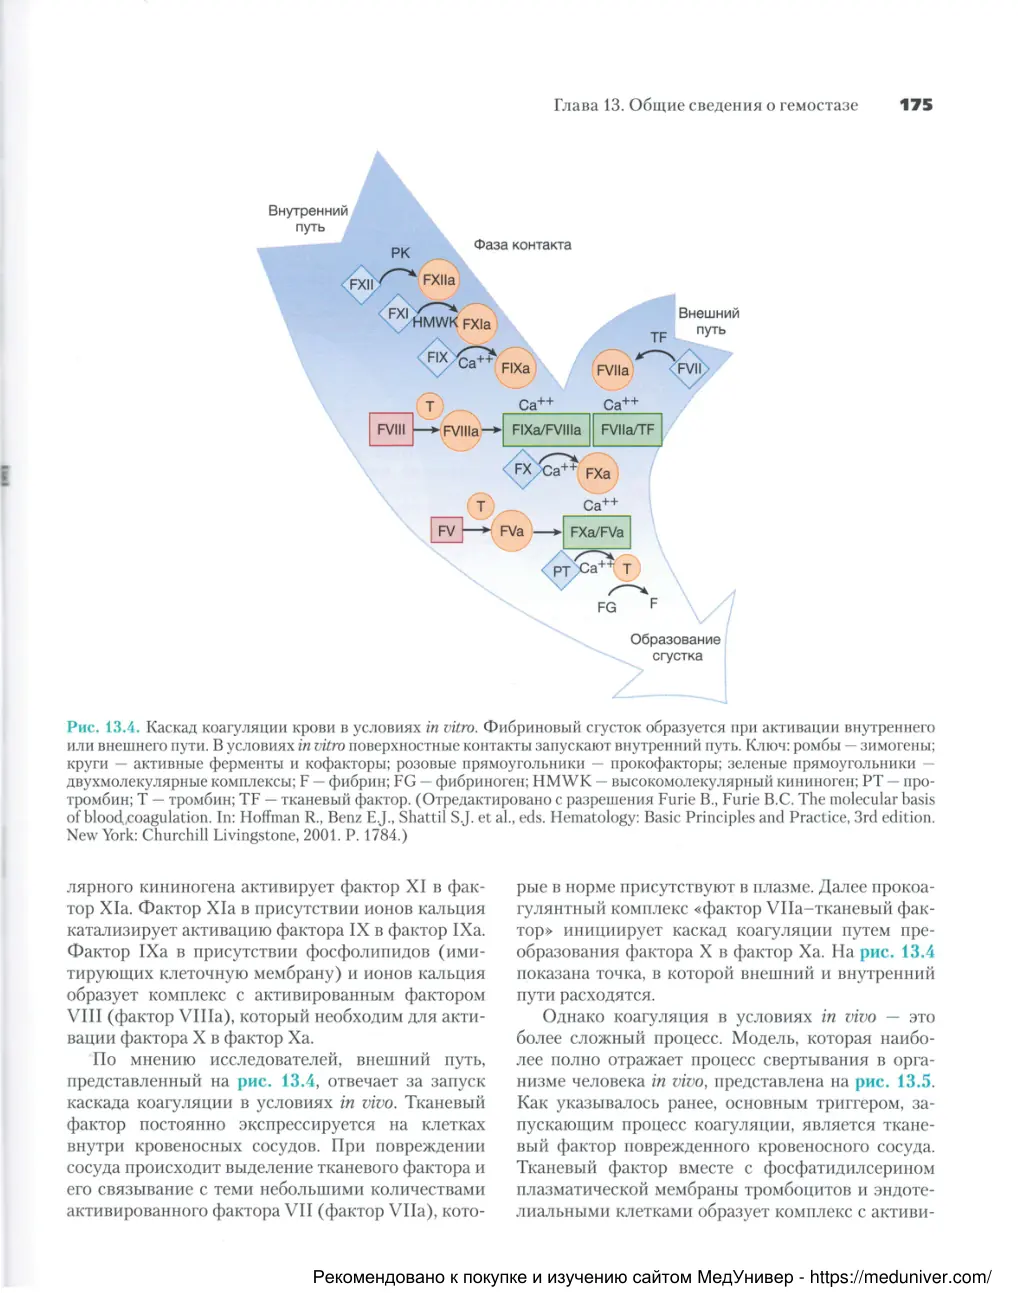 Глава 13. Общие сведения о гемостазе 175
Внутренний
путь
Фаза контакта
PK
FXII
FXIIa
FXI
HMWK
FXIa
FIX
Ca++
FIXa
Внешний
путь
TF
FVIIa
FVII
T
Ca++
Ca++
FVIII
FVIIIa
FIXa/FVIIIa
FVIIa/TF
FX
Ca++
FXa
T
Ca++
FV
FVa
FXa/FVa
PT
Ca++
T
FG
F
Образование
сгустка
Рис. 13.4. Каскад коагуляции крови в условиях in vitro. Фибриновый сгусток образуется при активации внутреннего
или внешнего пути. В условиях in vitro поверхностные контакты запускают внутренний путь. Ключ: ромбы — зимогены;
круги — активные ферменты и кофакторы; розовые прямоугольники — прокофакторы; зеленые прямоугольники —
двухмолекулярные комплексы; F — фибрин; FG — фибриноген; HMWK — высокомолекулярный кининоген; PT — про-
тромбин; T — тромбин; TF — тканевый фактор. (Отредактировано с разрешения Furie B., Furie B.C. The molecular basis
of blood coagulation. In: Hoffman R., Benz E.J., Shattil S.J. et al., eds. Hematology: Basic Principles and Practice, 3rd edition.
New York: Churchill Livingstone, 2001. P. 1784.)
лярного кининогена активирует фактор XI в фак-
тор XIa. Фактор XIa в присутствии ионов кальция
катализирует активацию фактора IX в фактор IXa.
Фактор IXa в присутствии фосфолипидов (ими-
тирующих клеточную мембрану) и ионов кальция
образует комплекс с активированным фактором
VIII (фактор VIIIa), который необходим для акти-
вации фактора X в фактор Xa.
По мнению исследователей, внешний путь,
представленный на рис. 13.4, отвечает за запуск
каскада коагуляции в условиях in vivo. Тканевый
фактор постоянно экспрессируется на клетках
внутри кровеносных сосудов. При повреждении
сосуда происходит выделение тканевого фактора и
его связывание с теми небольшими количествами
активированного фактора VII (фактор VIIa), кото-
рые в норме присутствуют в плазме. Далее прокоа-
гулянтный комплекс «фактор VIIa–тканевый фак-
тор» инициирует каскад коагуляции путем пре-
образования фактора X в фактор Xa. На рис. 13.4
показана точка, в которой внешний и внутренний
пути расходятся.
Однако коагуляция в условиях in vivo — это
более сложный процесс. Модель, которая наибо-
лее полно отражает процесс свертывания в орга-
низме человека in vivo, представлена на рис. 13.5.
Как указывалось ранее, основным триггером, за-
пускающим процесс коагуляции, является ткане-
вый фактор поврежденного кровеносного сосуда.
Тканевый фактор вместе с фосфатидилсерином
плазматической мембраны тромбоцитов и эндоте-
лиальными клетками образует комплекс с активи-
Рекомендовано к покупке и изучению сайтом МедУнивер - https://meduniver.com/